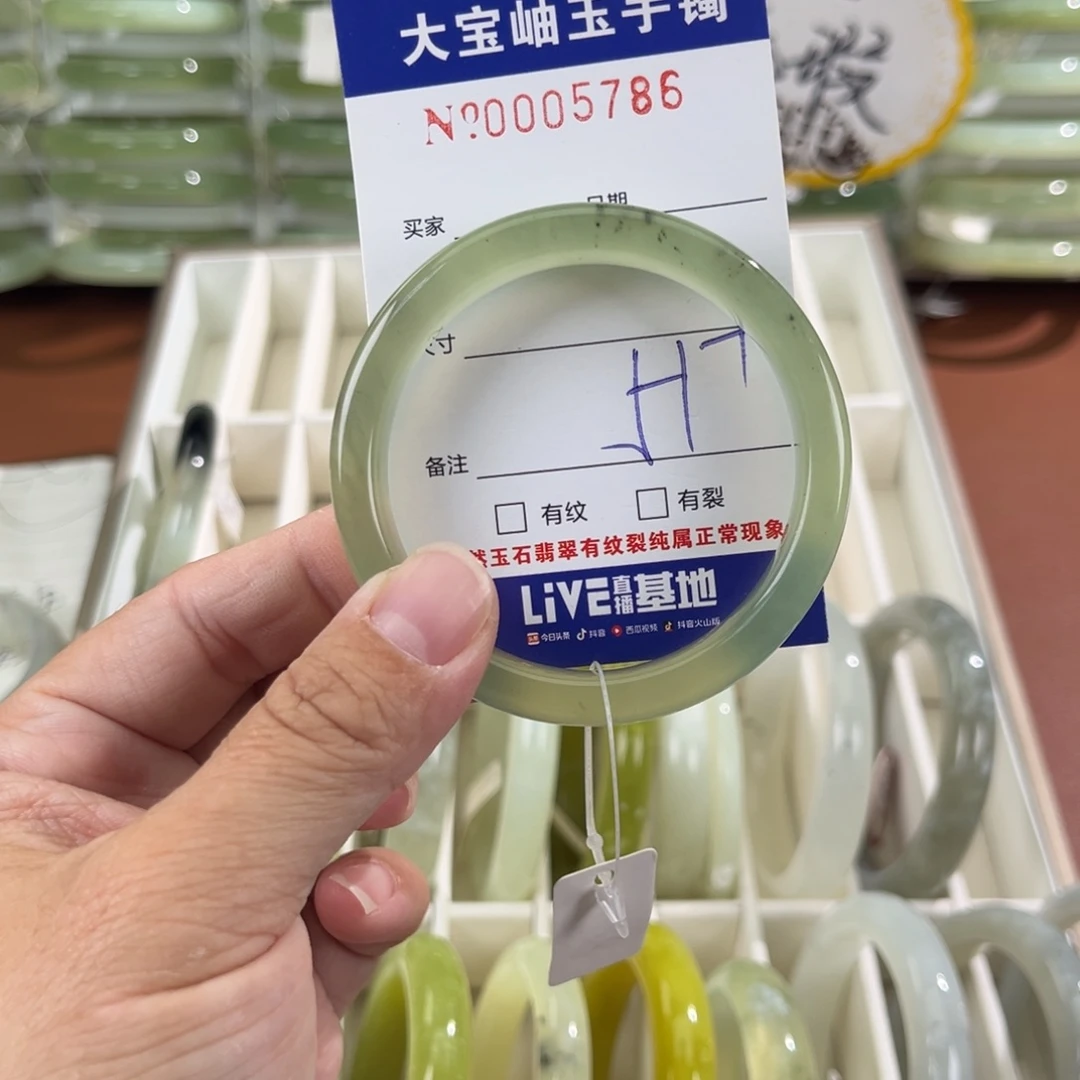 大宝岫玉手镯
Nº0005786
买家 日期
寸
备注
□ 有纹 □ 有裂
然玉石翡翠有纹裂纯属正常现象
LiVE直播基地
今日头条 抖音 西瓜视频 抖音火山版